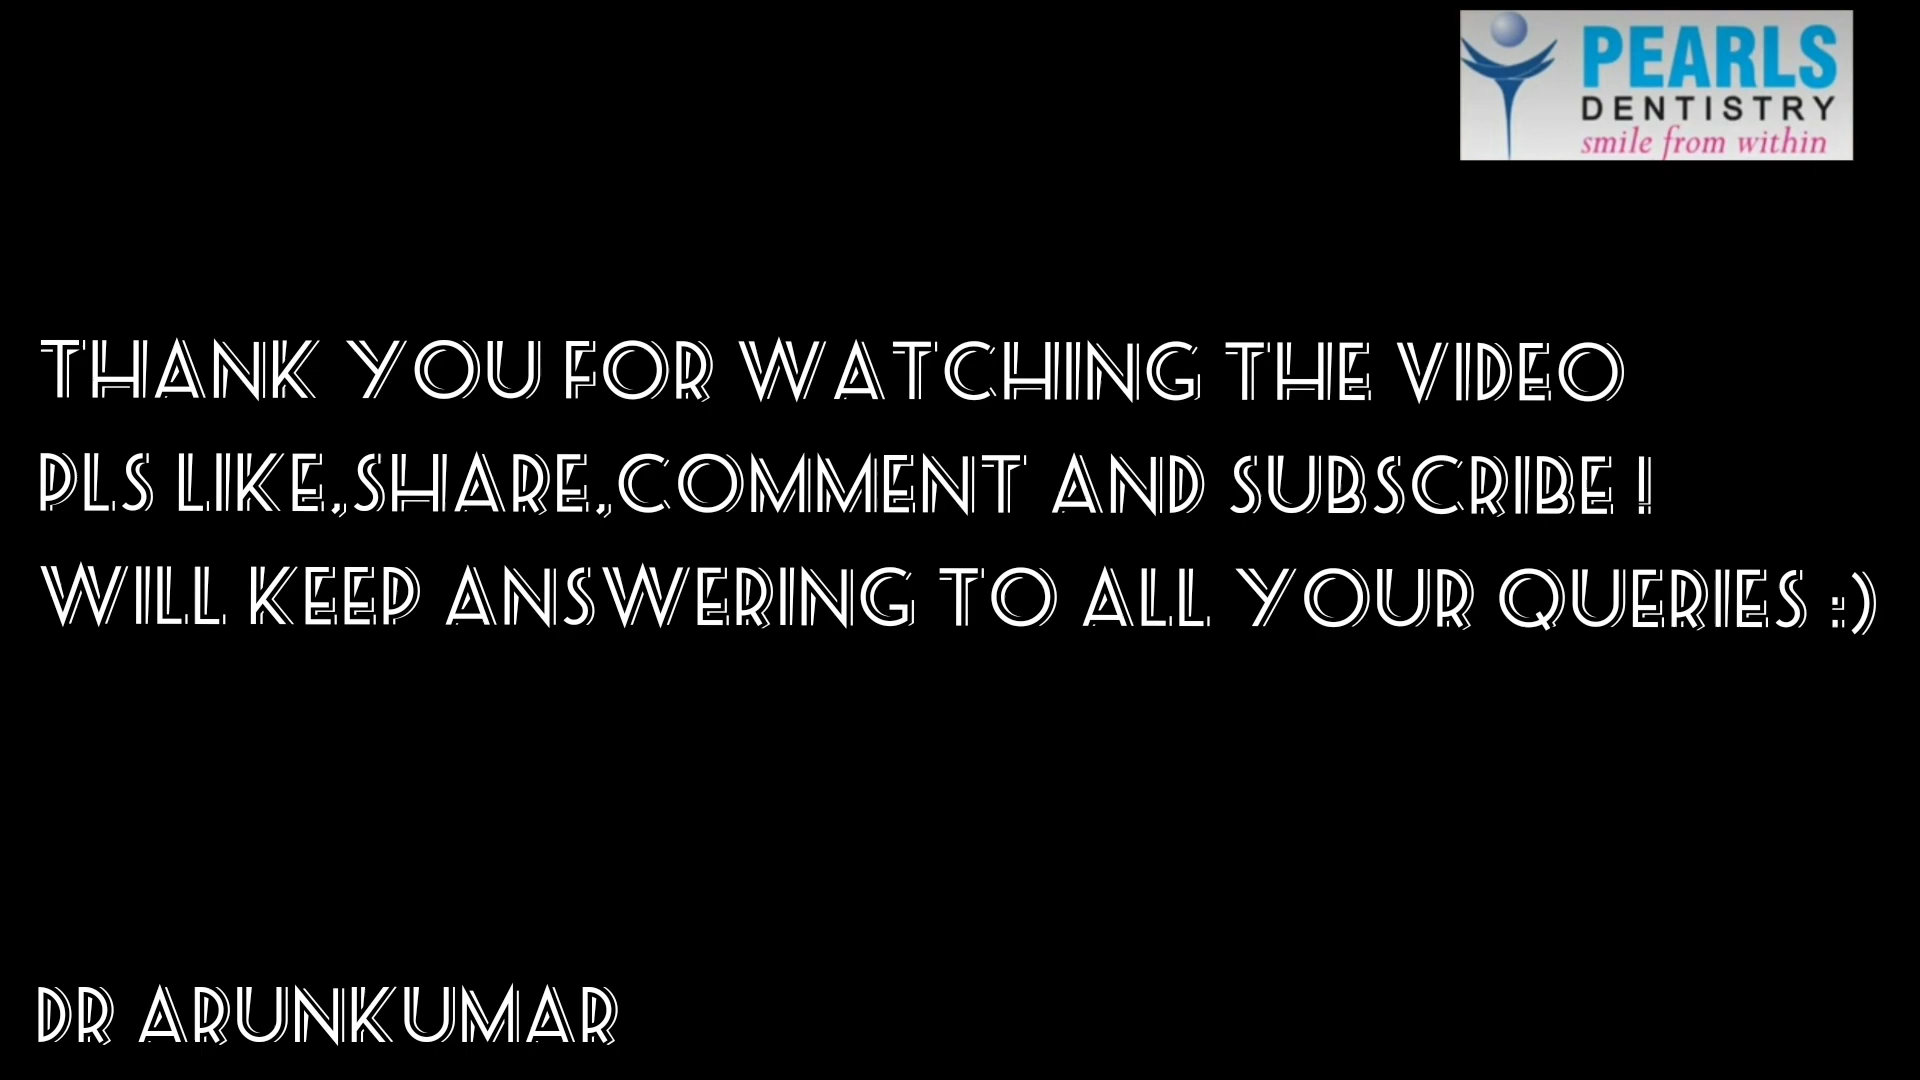 PEARLS
DENTISTRY
smile from within
THANK YOU FOR WATCHING THE VIDEO
PLS LIKE,SHARE,COMMENT AND SUBSCRIBE !
WILL KEEP ANSWERING TO ALL YOUR QUERIES :)
DR ARUNKUMAR